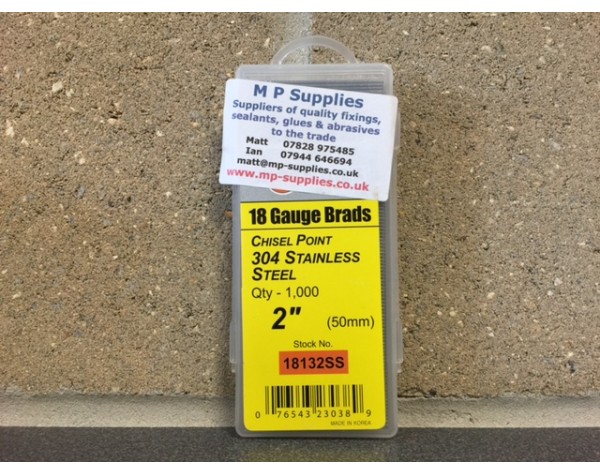 M P Supplies
Suppliers of quality fixings,
sealants, glues & abrasives
to the trade
Matt 07828 975485
Ian 07944 646694
matt@mp-supplies.co.uk
www.mp-supplies.co.uk
18 Gauge Brads
CHISEL POINT
304 STAINLESS
STEEL
Qty - 1,000
2" (50mm)
Stock No.
18132SS
0 76543 23038 9
MADE IN KOREA